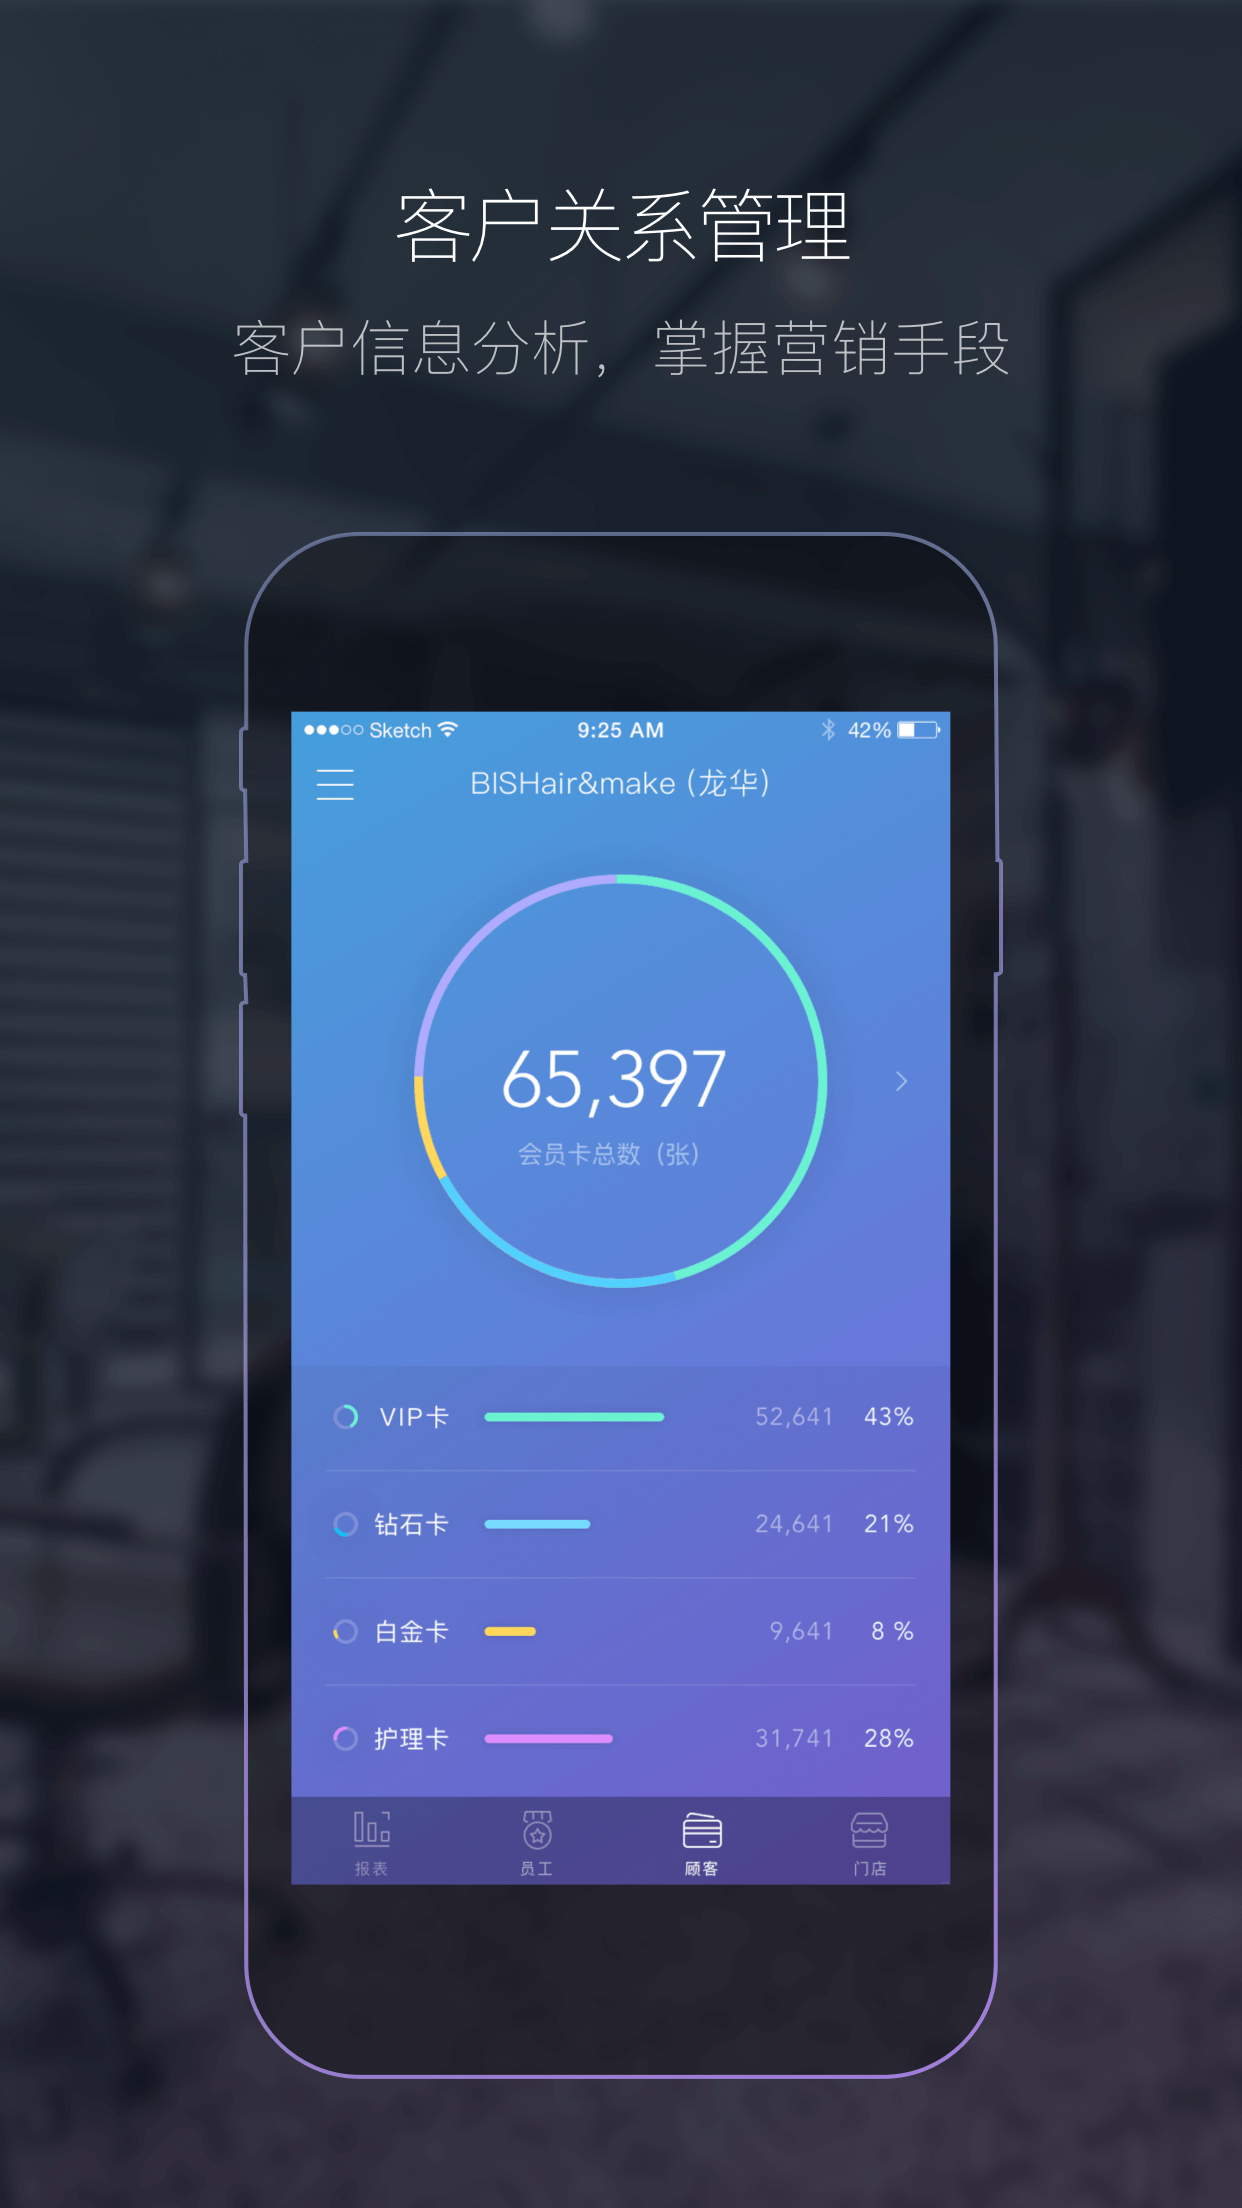 客户关系管理
客户信息分析，掌握营销手段
Sketch 9:25 AM 42%
BISHair&make (龙华)
65,397
会员卡总数（张）
VIP卡 52,641 43%
钻石卡 24,641 21%
白金卡 9,641 8 %
护理卡 31,741 28%
报表 员工 顾客 门店